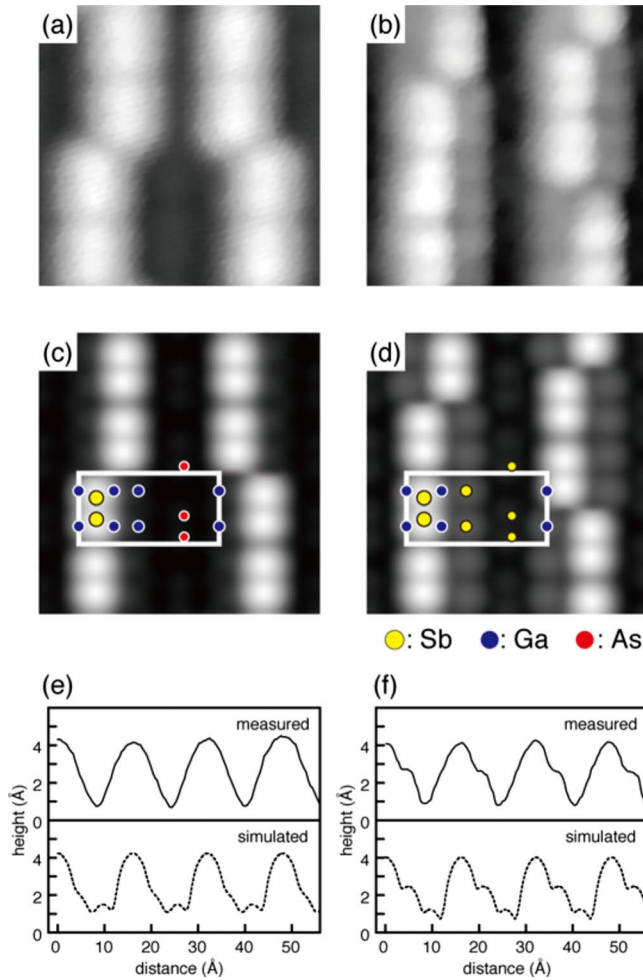 (a)
(b)
(c)
(d)
: Sb : Ga : As
(e)
(f)
measured
measured
4
2
0
4
2
0
height (Å)
height (Å)
simulated
simulated
4
2
0
4
2
0
0 10 20 30 40 50
0 10 20 30 40 50
distance (Å)
distance (Å)